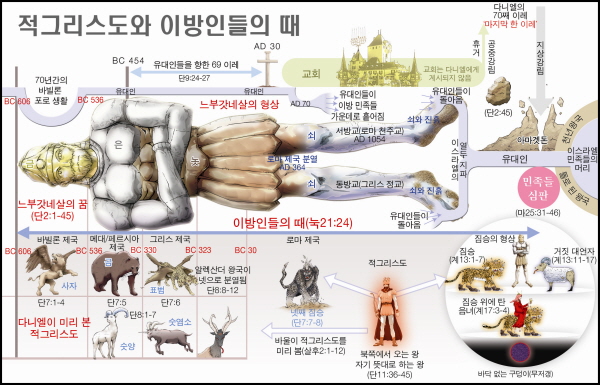 적그리스도와 이방인들의 때
BC 454
유대인들을 향한 69 이레
단9:24-27
AD 30
다니엘의
70째 이레
'마지막 한 이레'
휴거
공중강림
지상강림
교회
교회는 다니엘에게
계시되지 않음
70년간의
바빌론
포로 생활
BC 606
BC 536
유대인
유대인
느부갓네살의 형상
AD 70
유대인들이
이방 민족들
가운데로 흩어짐
유대인들이
돌아옴
(단2:45)
아마겟돈
천년왕국
은
놋
쇠
서방교(로마 천주교)
AD 1054
쇠와 진흙
로마 제국 분열
AD 364
쇠
동방교(그리스 정교)
쇠와 진흙
이스라엘의
열두 지파
유대인
이스라엘
민족들의
머리
민족들
심판
(마25:31-46)
느부갓네살의 꿈
(단2:1-45)
유대인들이
돌아옴
이방인들의 때(눅21:24)
BC 606
바빌론 제국
BC 536
메대/페르시아
제국
BC 330
그리스 제국
BC 323
BC 30
로마 제국
사자
단7:1-4
곰
단7:5
표범
단7:6
알렉산더 왕국이
넷으로 분열됨
단8:8-12
넷째 짐승
(단7:7-8)
적그리스도
짐승의 형상
짐승
(계13:1-7)
거짓 대언자
(계13:11-17)
짐승 위에 탄
음녀(계17:3-4)
바닥 없는 구덩이(무저갱)
다니엘이 미리 본
적그리스도
단8:1-7
숫양
숫염소
바울이 적그리스도를
미리 봄(살후2:1-12)
북쪽에서 오는 왕
자기 뜻대로 하는 왕
(단11:36-45)